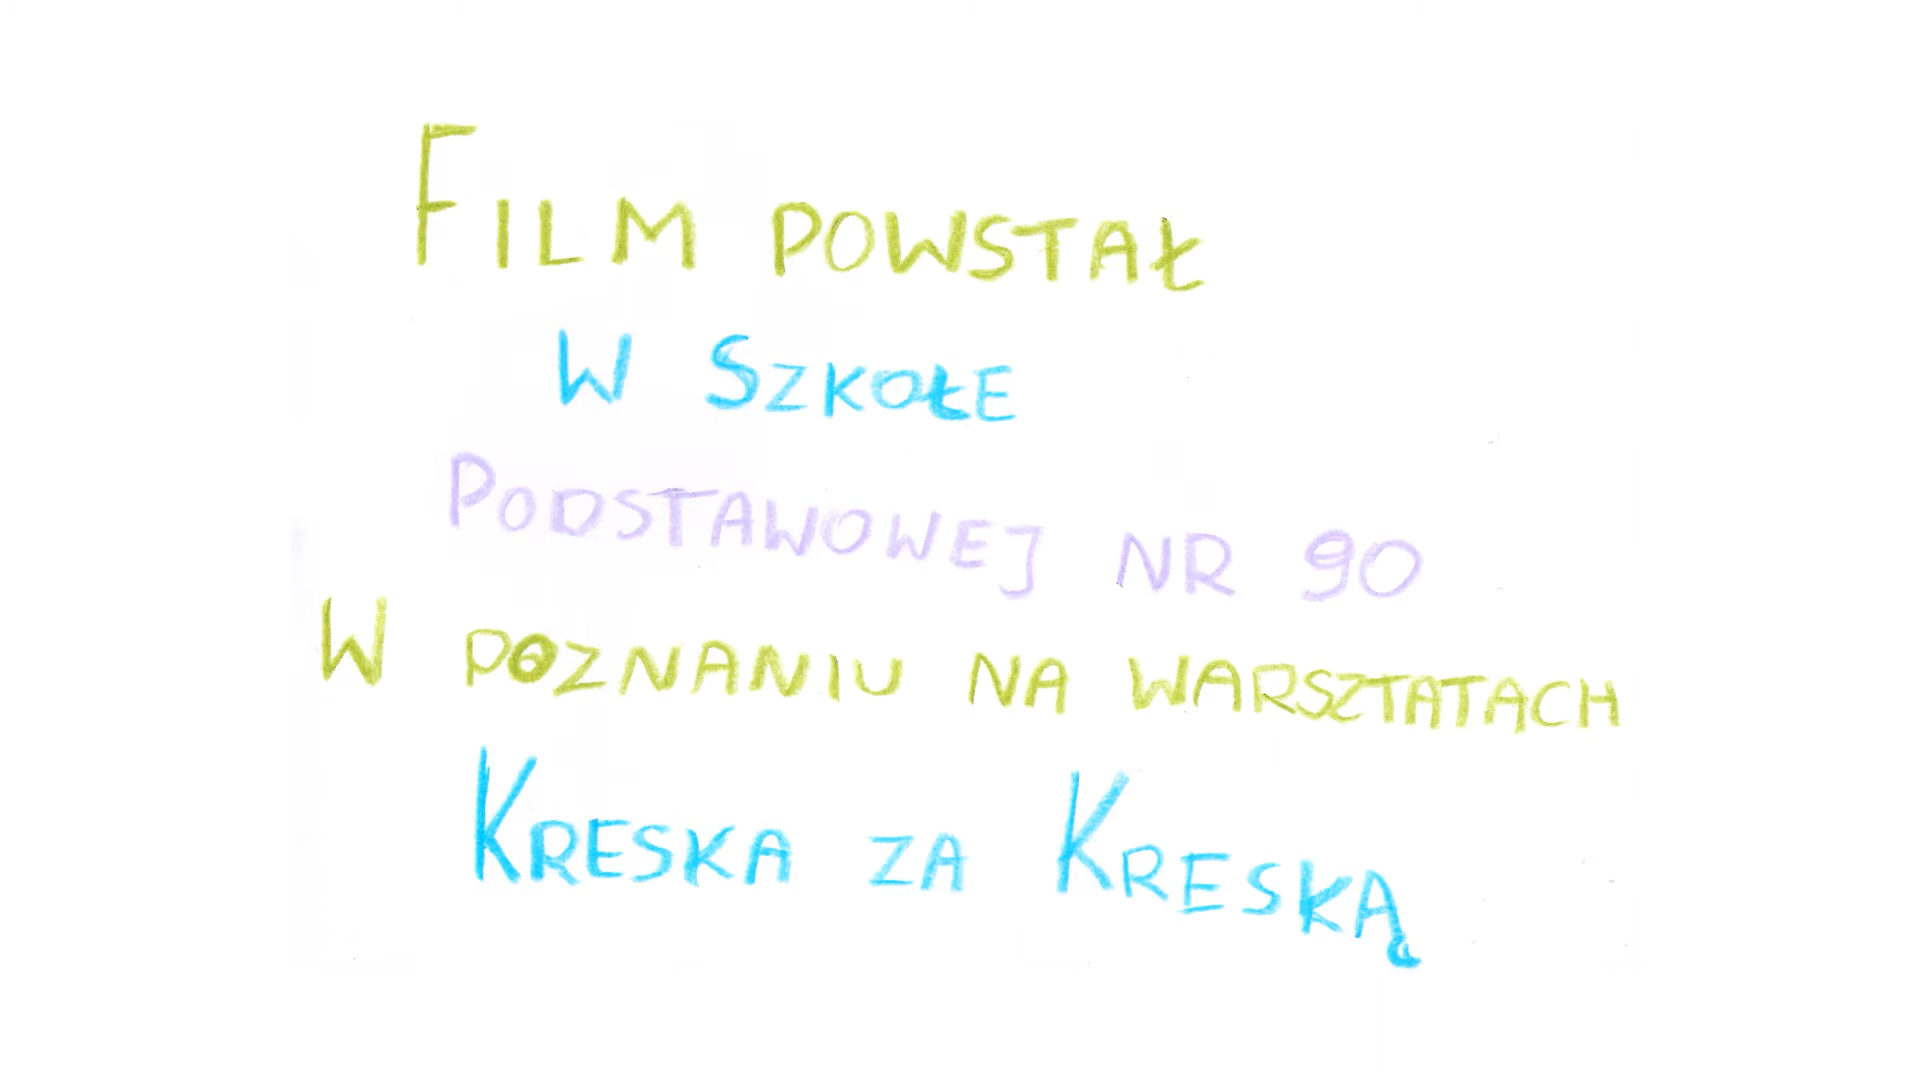 FILM POWSTAŁ
W SZKOŁE
PODSTAWOWEJ NR 90
W POZNANIU NA WARSZTATACH
KRESKA ZA KRESKĄ